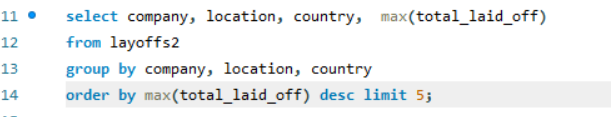 11 select company, location, country,  max(total_laid_off)
12 from layoffs2
13 group by company, location, country
14 order by max(total_laid_off) desc limit 5;